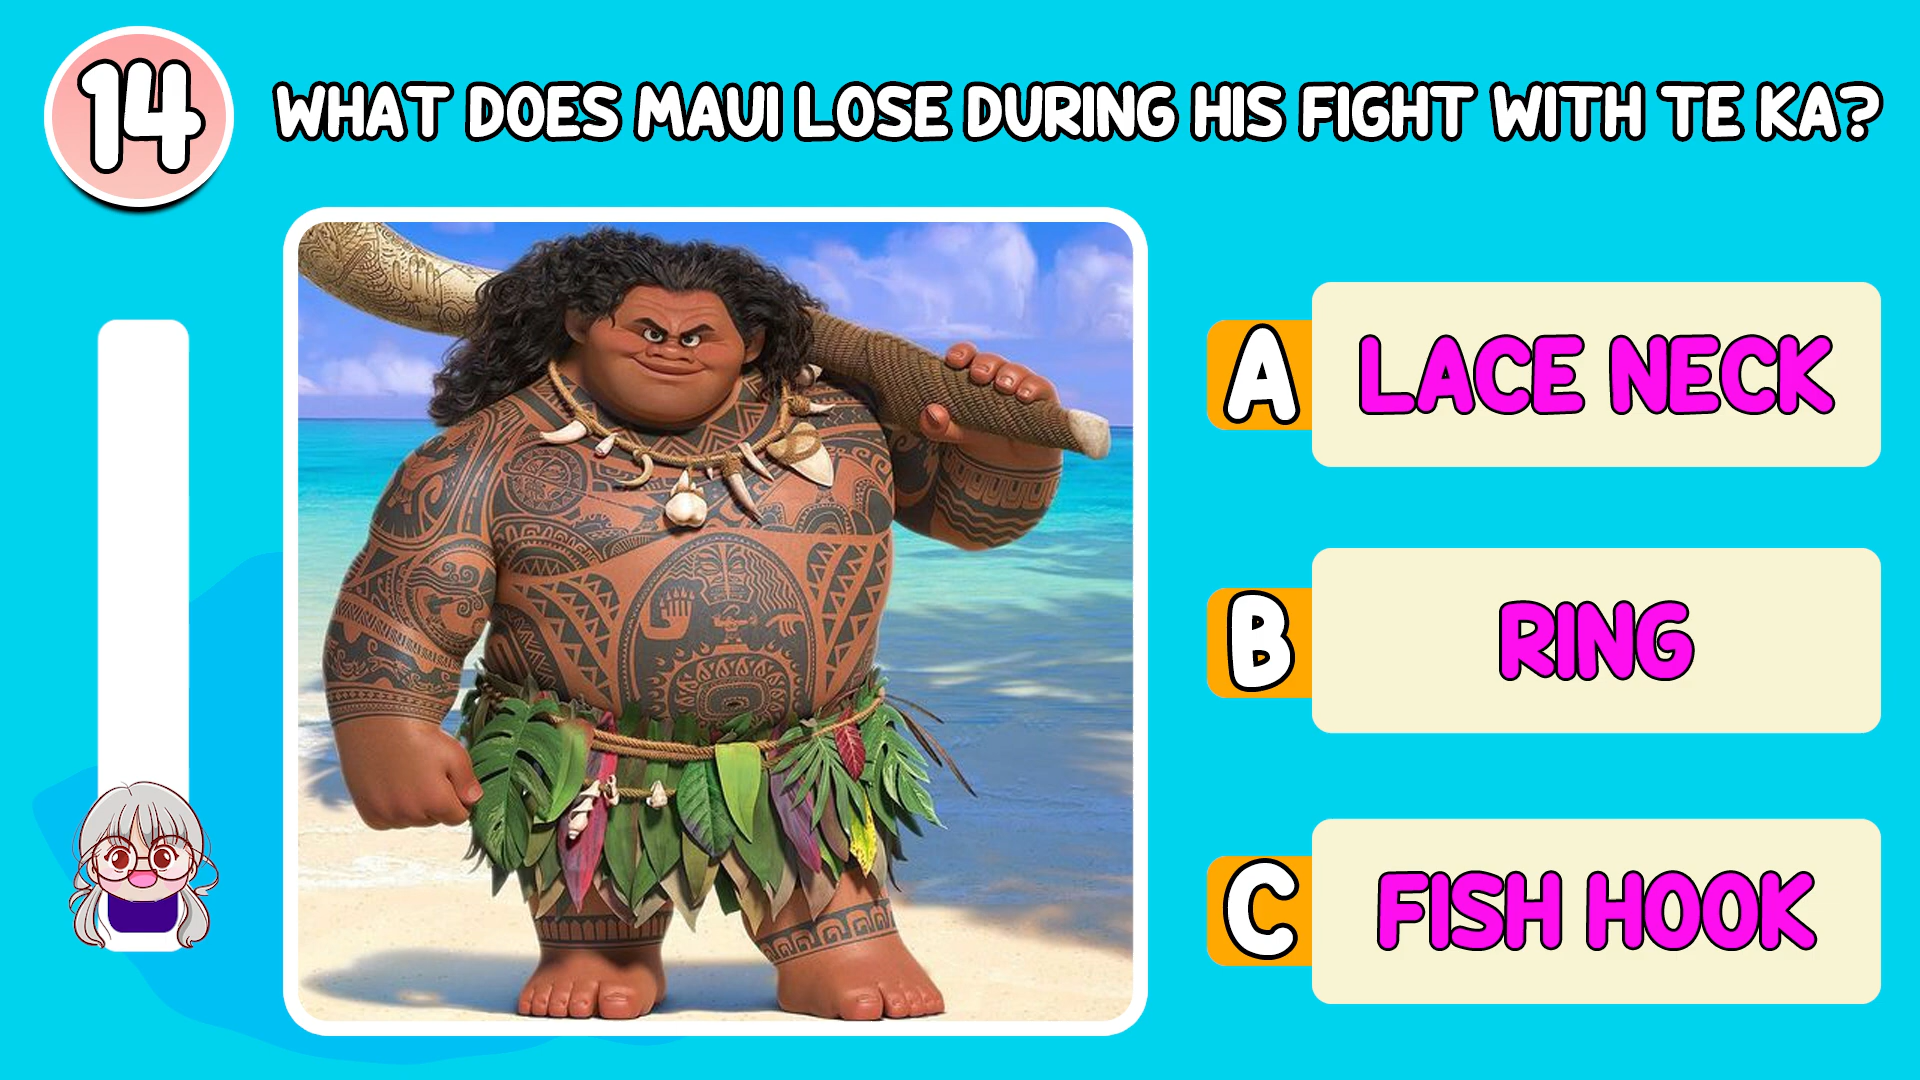 14
WHAT DOES MAUI LOSE DURING HIS FIGHT WITH TE KA?
A LACE NECK
B RING
C FISH HOOK